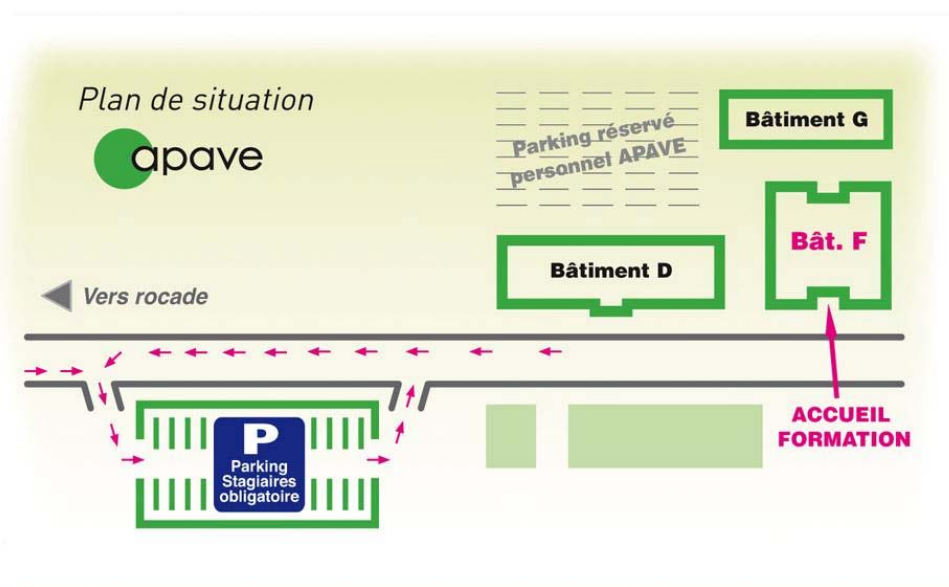 Plan de situation
apave
Parking réservé
personnel APAVE
Bâtiment G
Bât. F
Bâtiment D
Vers rocade
P
Parking
Stagiaires
obligatoire
ACCUEIL
FORMATION